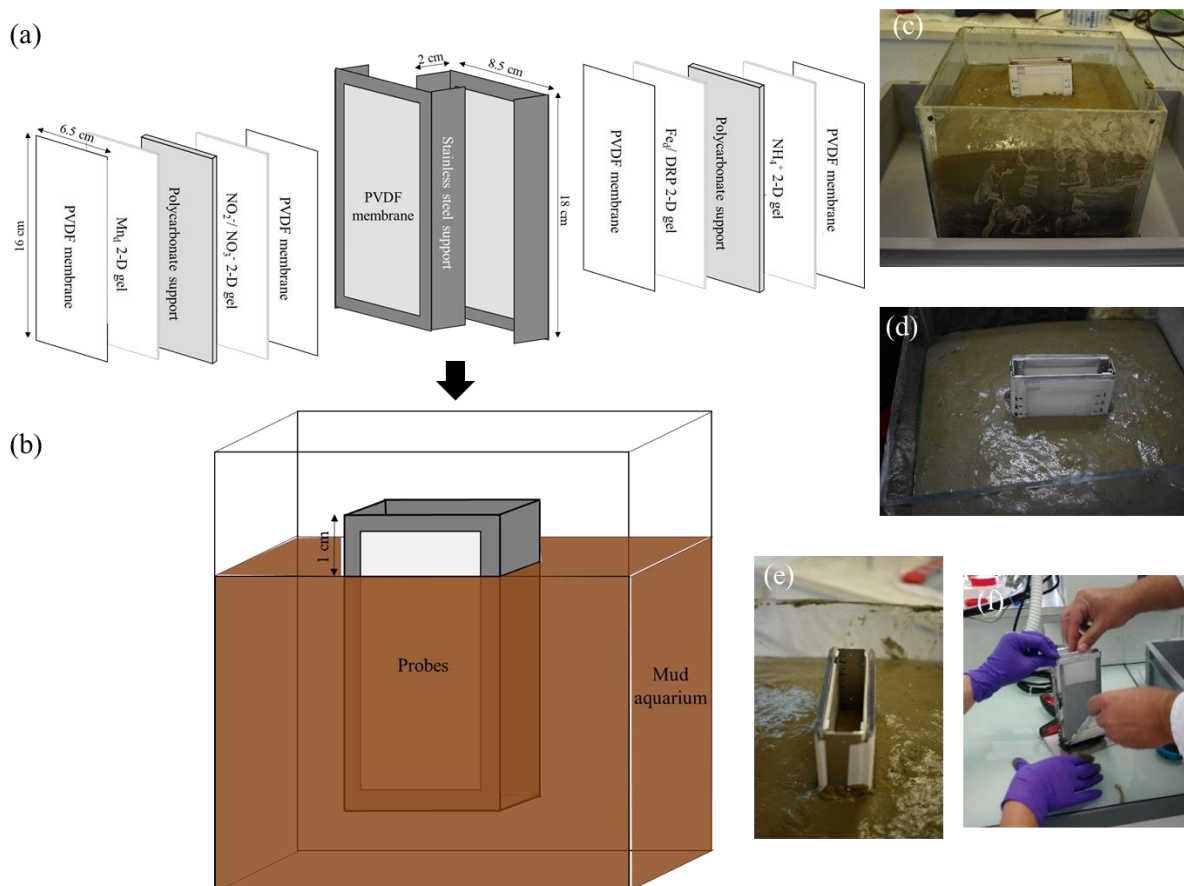 (a)
2 cm
8.5 cm
6.5 cm
16 cm
PVDF membrane
Mn_d 2-D gel
Polycarbonate support
NO₂⁻/ NO₃⁻ 2-D gel
PVDF membrane
PVDF
membrane
Stainless steel support
18 cm
PVDF membrane
Fe_d/ DRP 2-D gel
Polycarbonate support
NH₄⁺ 2-D gel
PVDF membrane
(b)
1 cm
Probes
Mud
aquarium
(c)
(d)
(e)
(f)